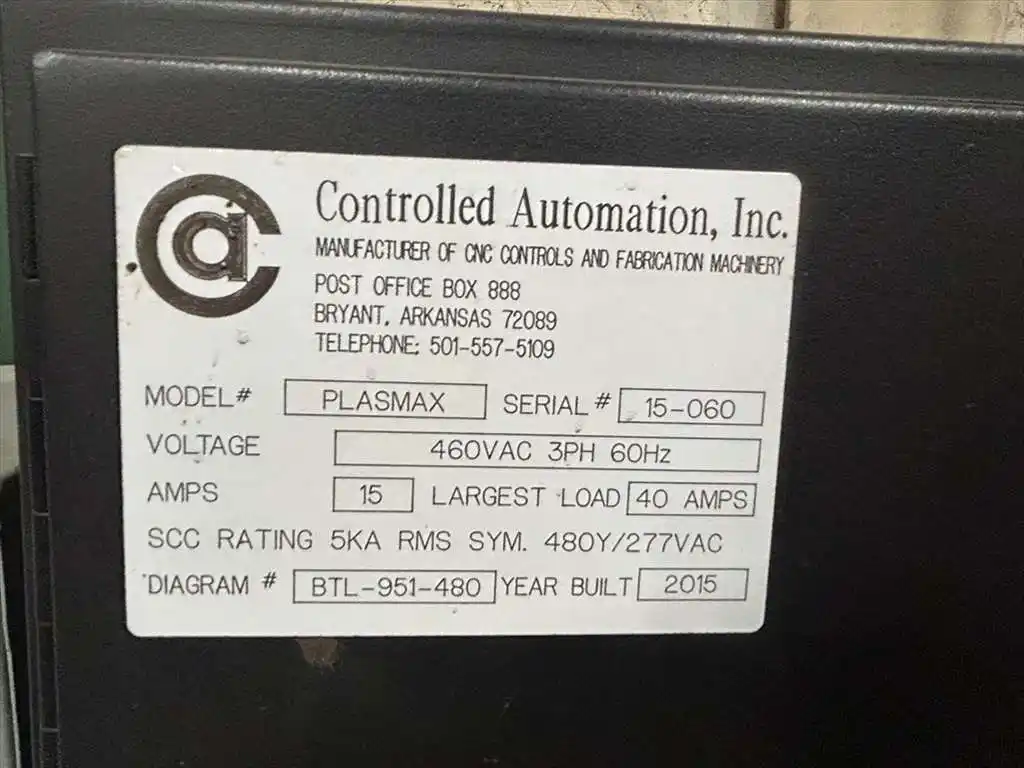 a
Controlled Automation, Inc.
MANUFACTURER OF CNC CONTROLS AND FABRICATION MACHINERY
POST OFFICE BOX 888
BRYANT, ARKANSAS 72089
TELEPHONE: 501-557-5109
MODEL# PLASMAX SERIAL# 15-060
VOLTAGE 460VAC 3PH 60Hz
AMPS 15 LARGEST LOAD 40 AMPS
SCC RATING 5KA RMS SYM. 480Y/277VAC
DIAGRAM # BTL-951-480 YEAR BUILT 2015